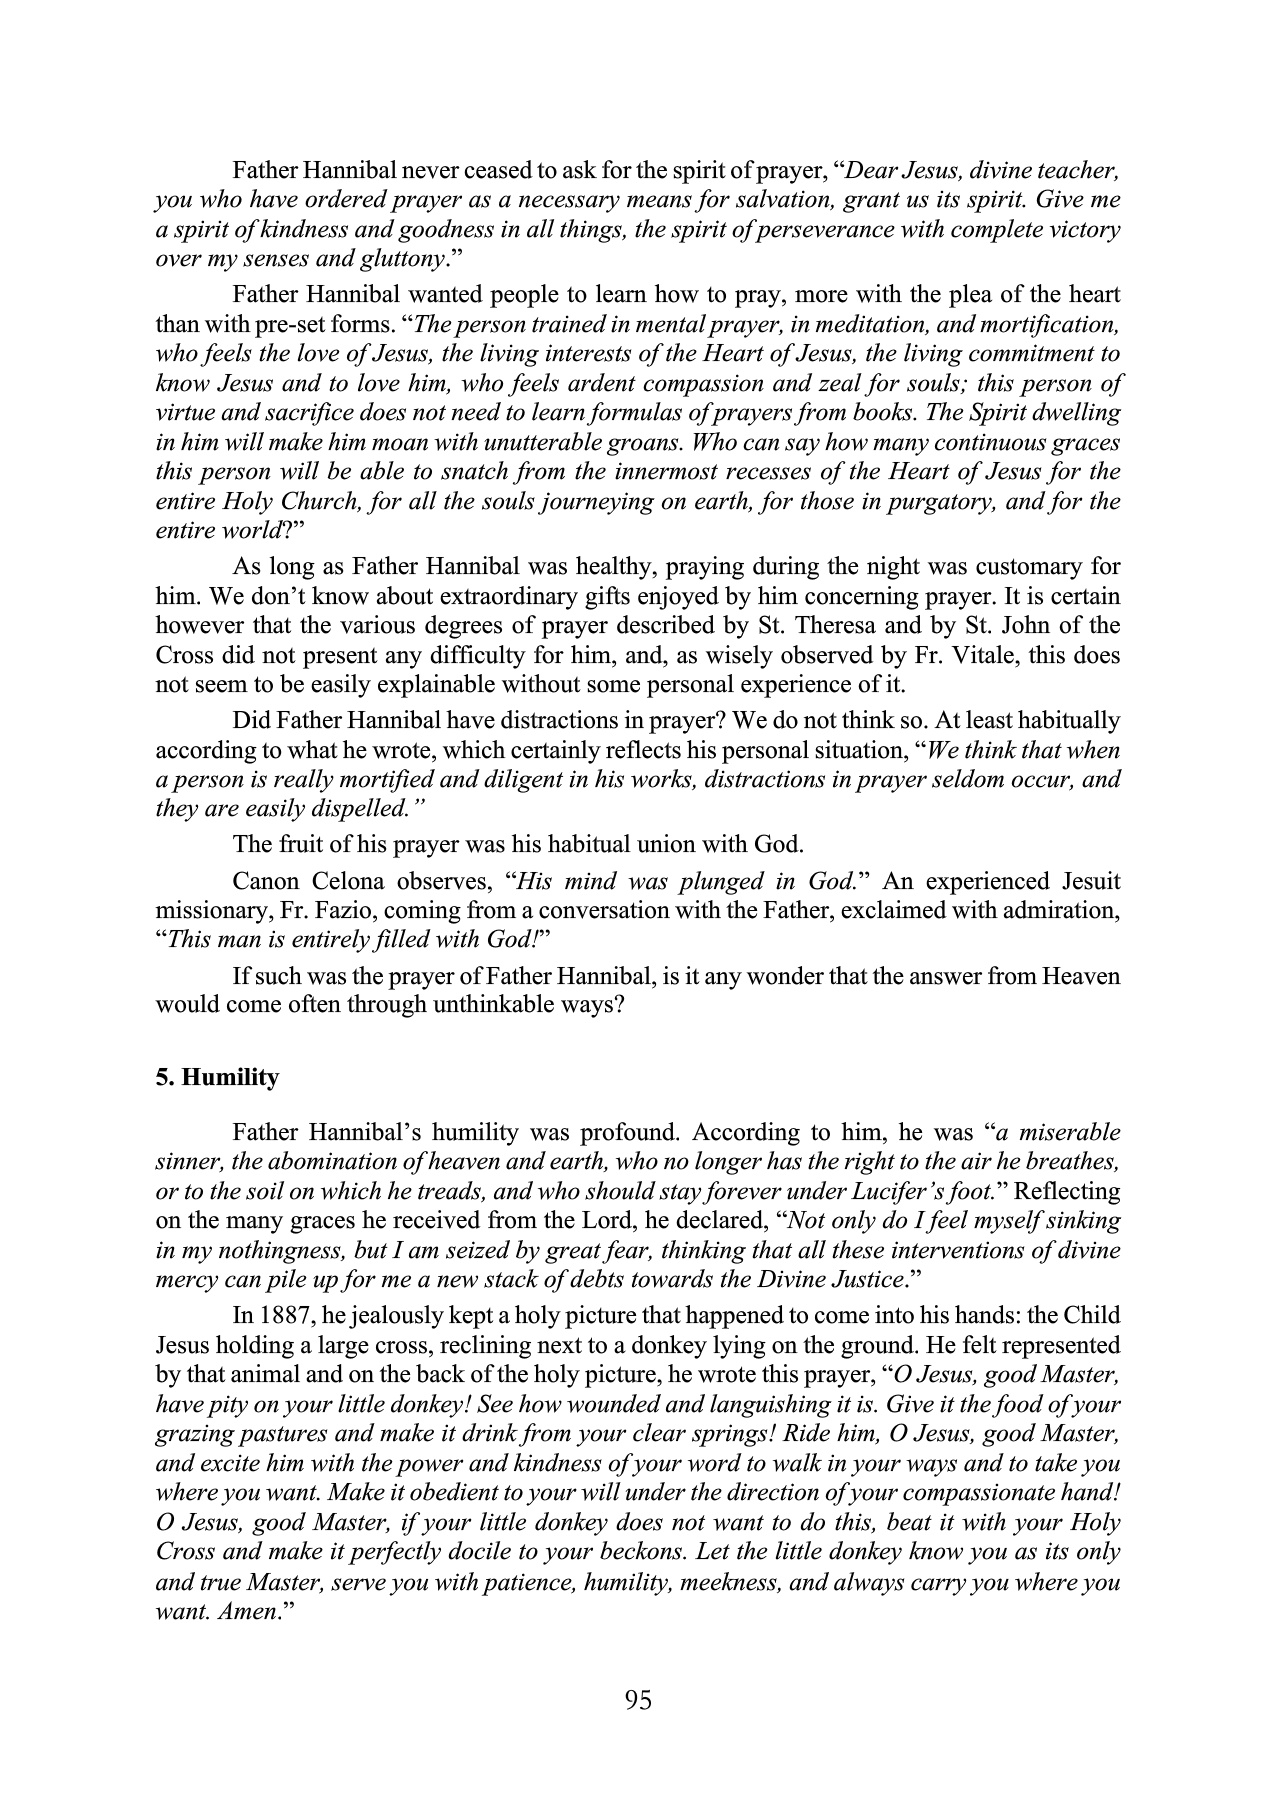 Father Hannibal never ceased to ask for the spirit of prayer, “Dear Jesus, divine teacher,
you who have ordered prayer as a necessary means for salvation, grant us its spirit. Give me
a spirit of kindness and goodness in all things, the spirit of perseverance with complete victory
over my senses and gluttony.”
Father Hannibal wanted people to learn how to pray, more with the plea of the heart
than with pre-set forms. “The person trained in mental prayer, in meditation, and mortification,
who feels the love of Jesus, the living interests of the Heart of Jesus, the living commitment to
know Jesus and to love him, who feels ardent compassion and zeal for souls; this person of
virtue and sacrifice does not need to learn formulas of prayers from books. The Spirit dwelling
in him will make him moan with unutterable groans. Who can say how many continuous graces
this person will be able to snatch from the innermost recesses of the Heart of Jesus for the
entire Holy Church, for all the souls journeying on earth, for those in purgatory, and for the
entire world?”
As long as Father Hannibal was healthy, praying during the night was customary for
him. We don’t know about extraordinary gifts enjoyed by him concerning prayer. It is certain
however that the various degrees of prayer described by St. Theresa and by St. John of the
Cross did not present any difficulty for him, and, as wisely observed by Fr. Vitale, this does
not seem to be easily explainable without some personal experience of it.
Did Father Hannibal have distractions in prayer? We do not think so. At least habitually
according to what he wrote, which certainly reflects his personal situation, “We think that when
a person is really mortified and diligent in his works, distractions in prayer seldom occur, and
they are easily dispelled.”
The fruit of his prayer was his habitual union with God.
Canon Celona observes, “His mind was plunged in God.” An experienced Jesuit
missionary, Fr. Fazio, coming from a conversation with the Father, exclaimed with admiration,
“This man is entirely filled with God!”
If such was the prayer of Father Hannibal, is it any wonder that the answer from Heaven
would come often through unthinkable ways?
5. Humility
Father Hannibal’s humility was profound. According to him, he was “a miserable
sinner, the abomination of heaven and earth, who no longer has the right to the air he breathes,
or to the soil on which he treads, and who should stay forever under Lucifer’s foot.” Reflecting
on the many graces he received from the Lord, he declared, “Not only do I feel myself sinking
in my nothingness, but I am seized by great fear, thinking that all these interventions of divine
mercy can pile up for me a new stack of debts towards the Divine Justice.”
In 1887, he jealously kept a holy picture that happened to come into his hands: the Child
Jesus holding a large cross, reclining next to a donkey lying on the ground. He felt represented
by that animal and on the back of the holy picture, he wrote this prayer, “O Jesus, good Master,
have pity on your little donkey! See how wounded and languishing it is. Give it the food of your
grazing pastures and make it drink from your clear springs! Ride him, O Jesus, good Master,
and excite him with the power and kindness of your word to walk in your ways and to take you
where you want. Make it obedient to your will under the direction of your compassionate hand!
O Jesus, good Master, if your little donkey does not want to do this, beat it with your Holy
Cross and make it perfectly docile to your beckons. Let the little donkey know you as its only
and true Master, serve you with patience, humility, meekness, and always carry you where you
want. Amen.”
95